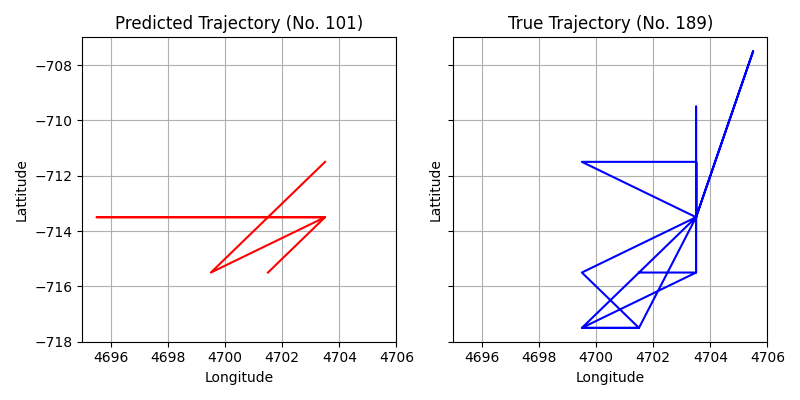 Predicted Trajectory (No. 101)
True Trajectory (No. 189)
−708
−710
−712
−714
−716
−718
Lattitude
Lattitude
4696 4698 4700 4702 4704 4706
4696 4698 4700 4702 4704 4706
Longitude
Longitude